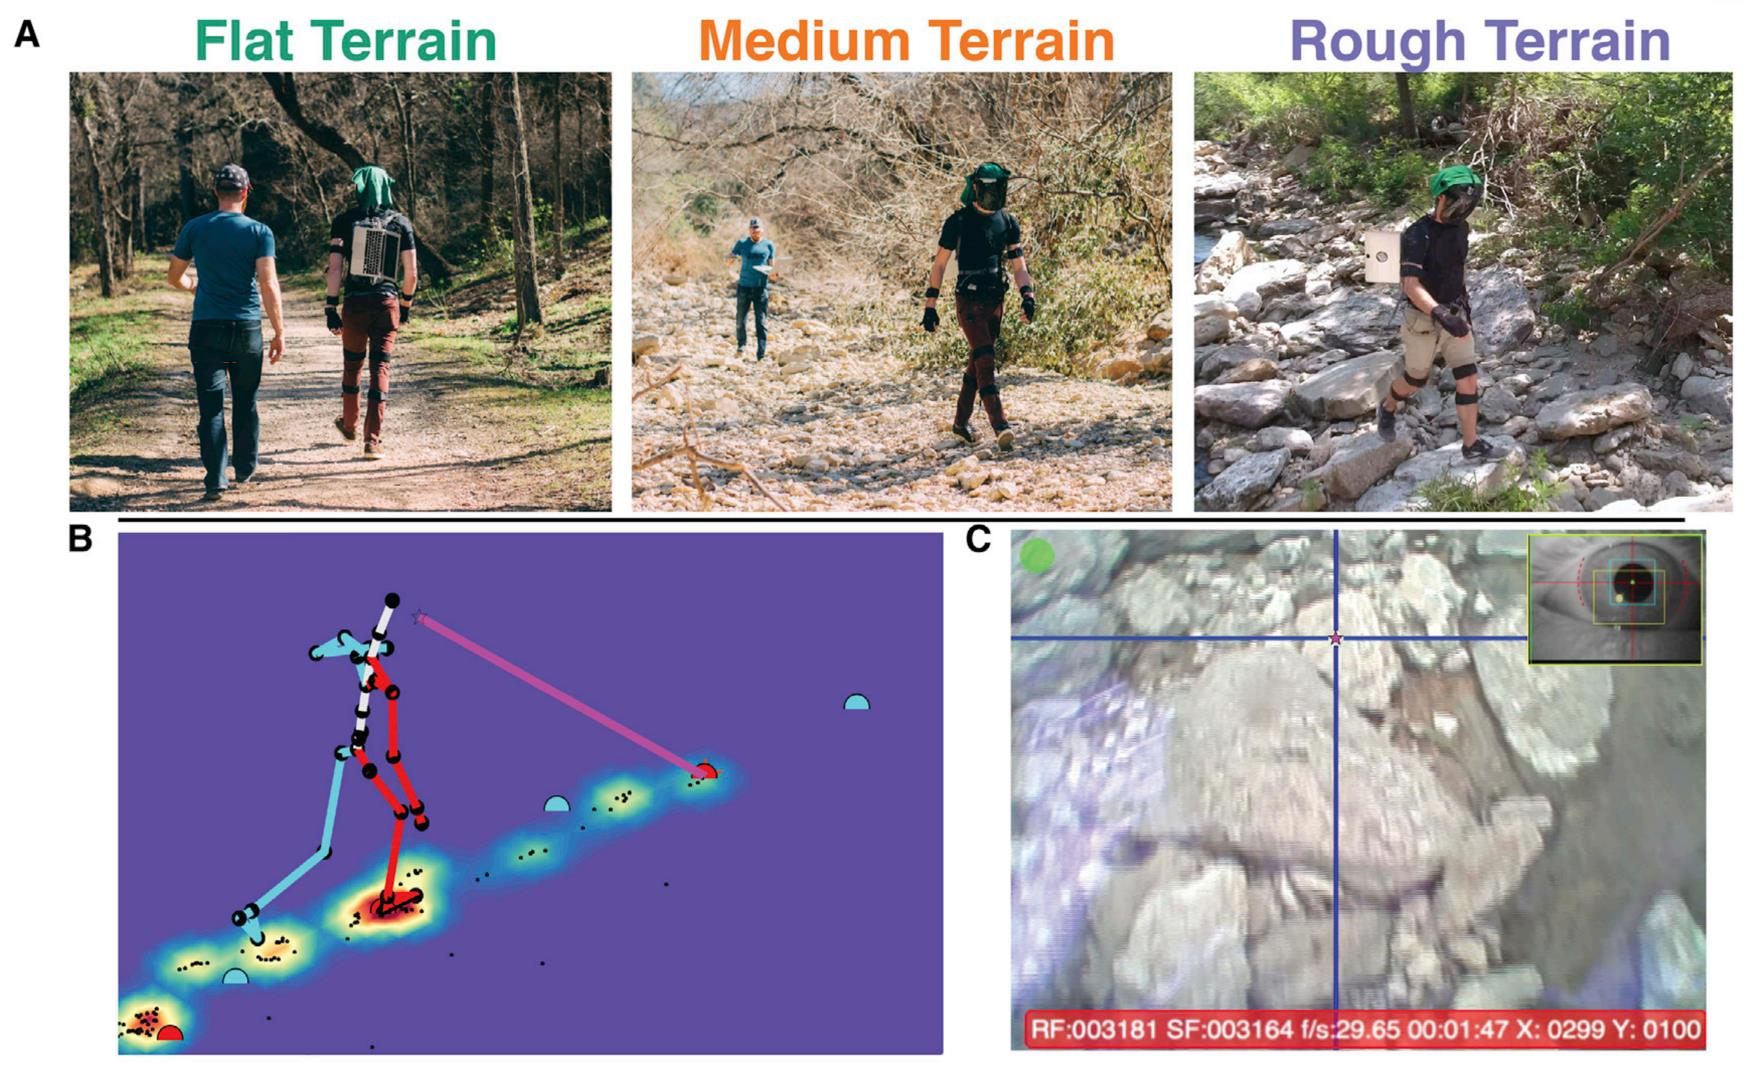 A
Flat Terrain
Medium Terrain
Rough Terrain
B
C
RF:003181 SF:003164 f/s:29.65 00:01:47 X: 0299 Y: 0100